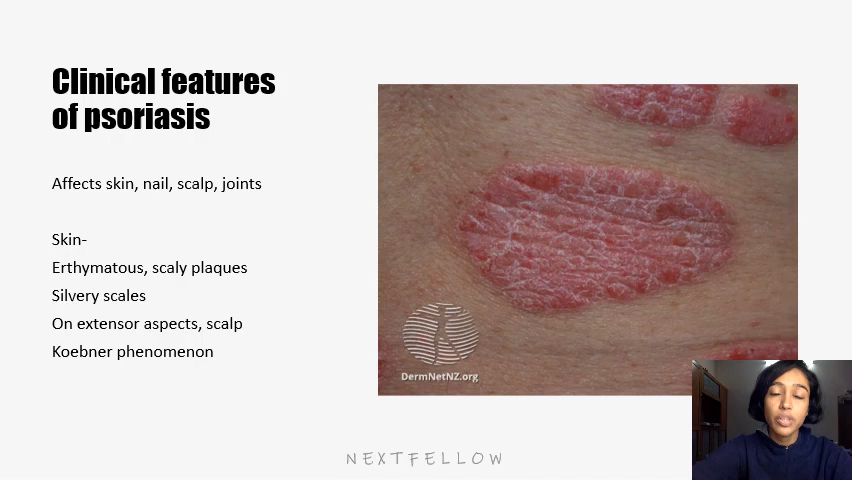 Clinical features
of psoriasis
Affects skin, nail, scalp, joints
Skin-
Erthymatous, scaly plaques
Silvery scales
On extensor aspects, scalp
Koebner phenomenon
DermNetNZ.org
NEXTFELLOW